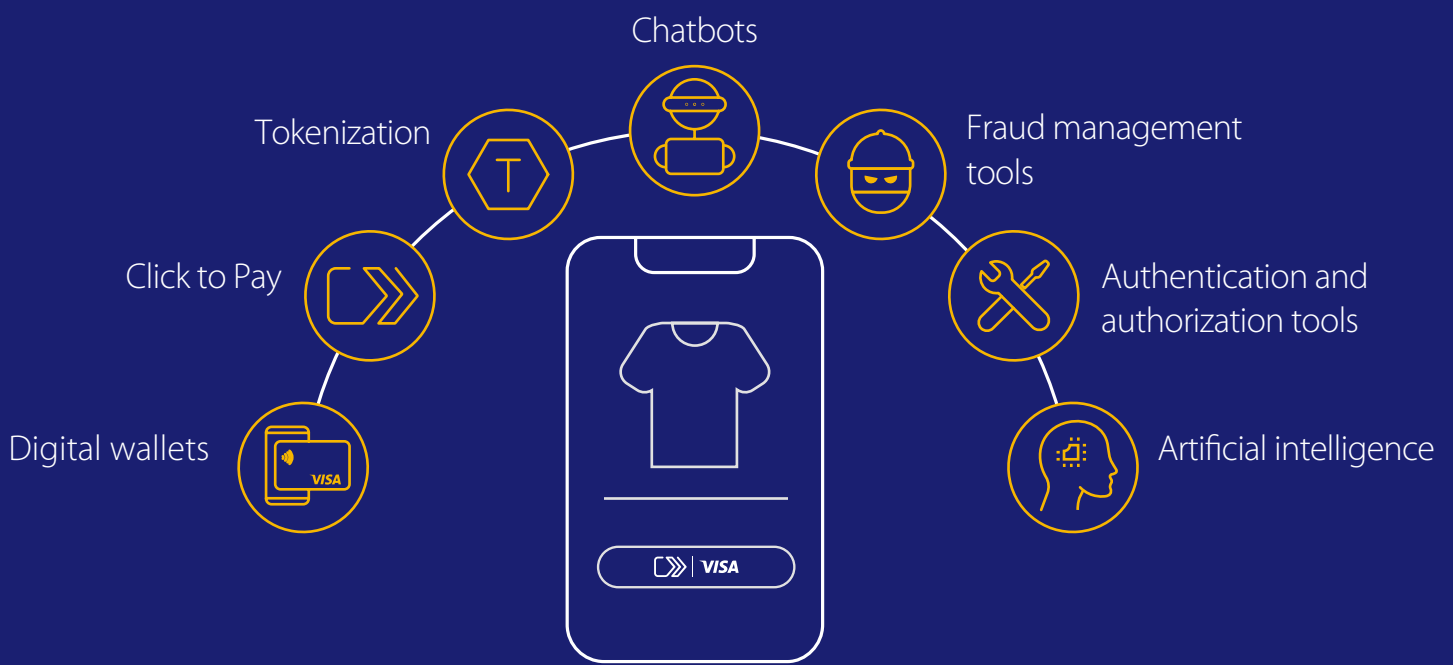 Chatbots
Tokenization
T
Fraud management
tools
Click to Pay
Authentication and
authorization tools
Digital wallets
VISA
Artificial intelligence
VISA